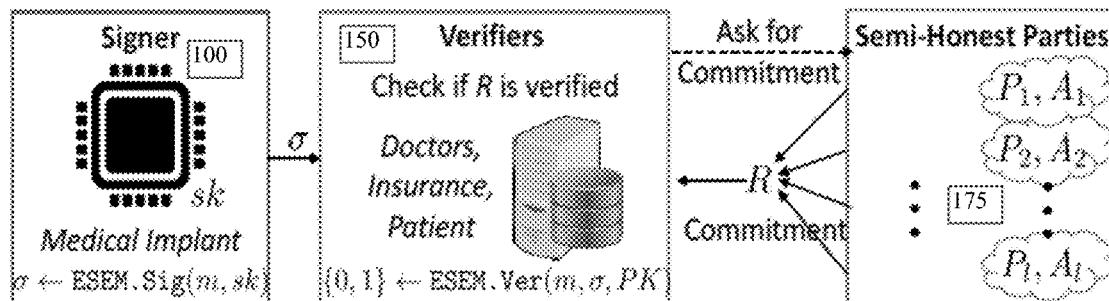 Signer
100
sk
Medical Implant
σ ← ESEM.Sig(m, sk)
σ
150
Verifiers
Check if R is verified
Doctors,
Insurance,
Patient
{0, 1} ← ESEM.Ver(m, σ, PK)
Ask for
Commitment
R
Commitment
Semi-Honest Parties
P₁, A₁
P₂, A₂
175
Pₗ, Aₗ